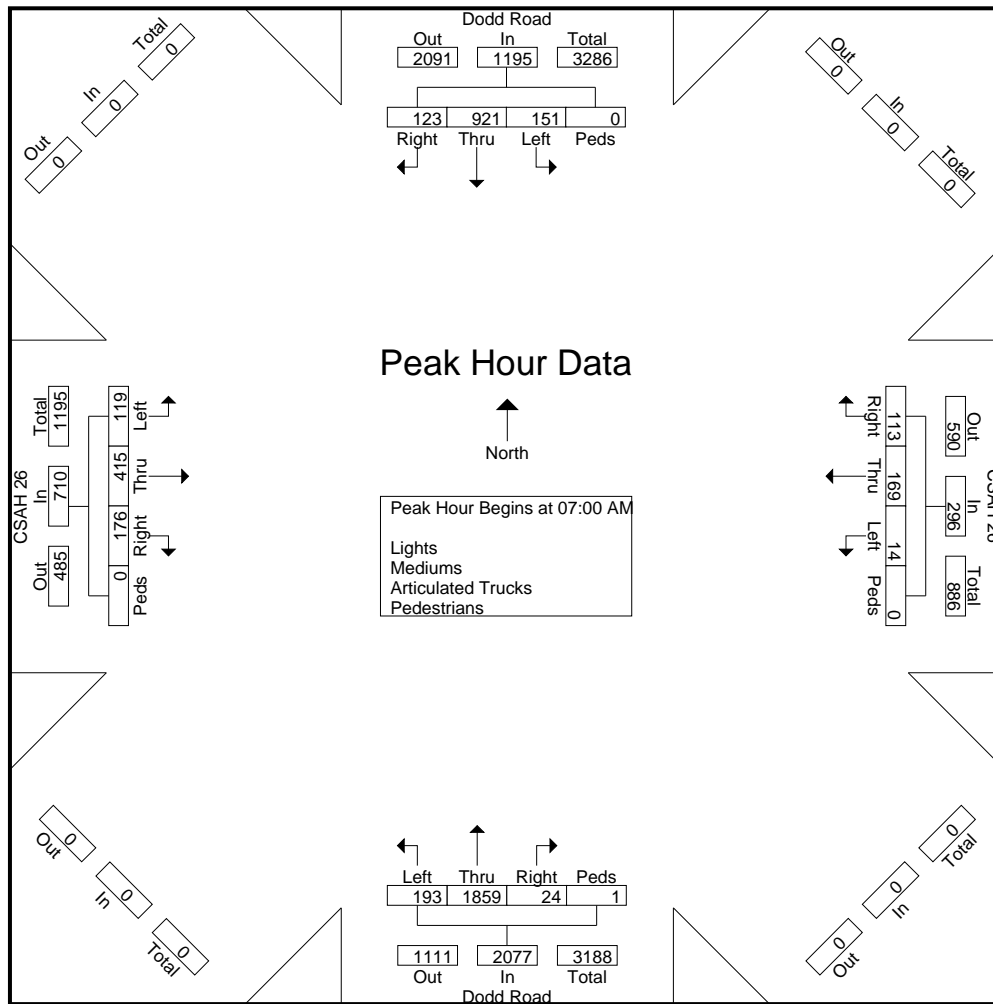 Dodd Road
Out In Total
2091 1195 3286
123 921 151 0
Right Thru Left Peds
Total
0
In
0
Out
0
Out
0
In
0
Total
0
CSAH 26
Total In Out
1195 710 485
119 415 176 0
Left Thru Right Peds
Peak Hour Data
North
Peak Hour Begins at 07:00 AM
Lights
Mediums
Articulated Trucks
Pedestrians
Right Thru Left Peds
113 169 14 0
Out In Total
590 296 886
Out
0
In
0
Total
0
Left Thru Right Peds
193 1859 24 1
1111 2077 3188
Out In Total
Dodd Road
0
Total
0
In
0
Out